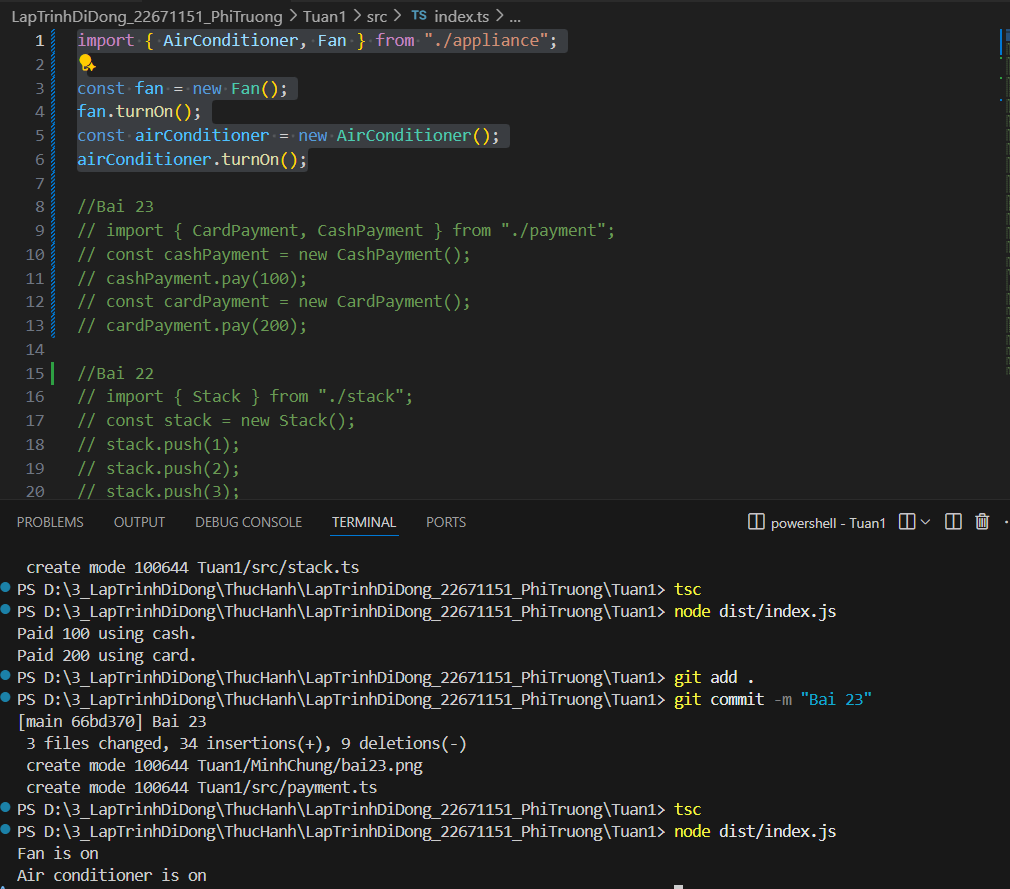 LapTrinhDiDong_22671151_PhiTruong > Tuan1 > src > TS index.ts > ...
1 import { AirConditioner, Fan } from "./appliance";
2
3 const fan = new Fan();
4 fan.turnOn();
5 const airConditioner = new AirConditioner();
6 airConditioner.turnOn();
7
8 //Bai 23
9 // import { CardPayment, CashPayment } from "./payment";
10 // const cashPayment = new CashPayment();
11 // cashPayment.pay(100);
12 // const cardPayment = new CardPayment();
13 // cardPayment.pay(200);
14
15 //Bai 22
16 // import { Stack } from "./stack";
17 // const stack = new Stack();
18 // stack.push(1);
19 // stack.push(2);
20 // stack.push(3);
PROBLEMS OUTPUT DEBUG CONSOLE TERMINAL PORTS powershell - Tuan1
create mode 100644 Tuan1/src/stack.ts
PS D:\3_LapTrinhDiDong\ThucHanh\LapTrinhDiDong_22671151_PhiTruong\Tuan1> tsc
PS D:\3_LapTrinhDiDong\ThucHanh\LapTrinhDiDong_22671151_PhiTruong\Tuan1> node dist/index.js
Paid 100 using cash.
Paid 200 using card.
PS D:\3_LapTrinhDiDong\ThucHanh\LapTrinhDiDong_22671151_PhiTruong\Tuan1> git add .
PS D:\3_LapTrinhDiDong\ThucHanh\LapTrinhDiDong_22671151_PhiTruong\Tuan1> git commit -m "Bai 23"
[main 66bd370] Bai 23
3 files changed, 34 insertions(+), 9 deletions(-)
create mode 100644 Tuan1/MinhChung/bai23.png
create mode 100644 Tuan1/src/payment.ts
PS D:\3_LapTrinhDiDong\ThucHanh\LapTrinhDiDong_22671151_PhiTruong\Tuan1> tsc
PS D:\3_LapTrinhDiDong\ThucHanh\LapTrinhDiDong_22671151_PhiTruong\Tuan1> node dist/index.js
Fan is on
Air conditioner is on